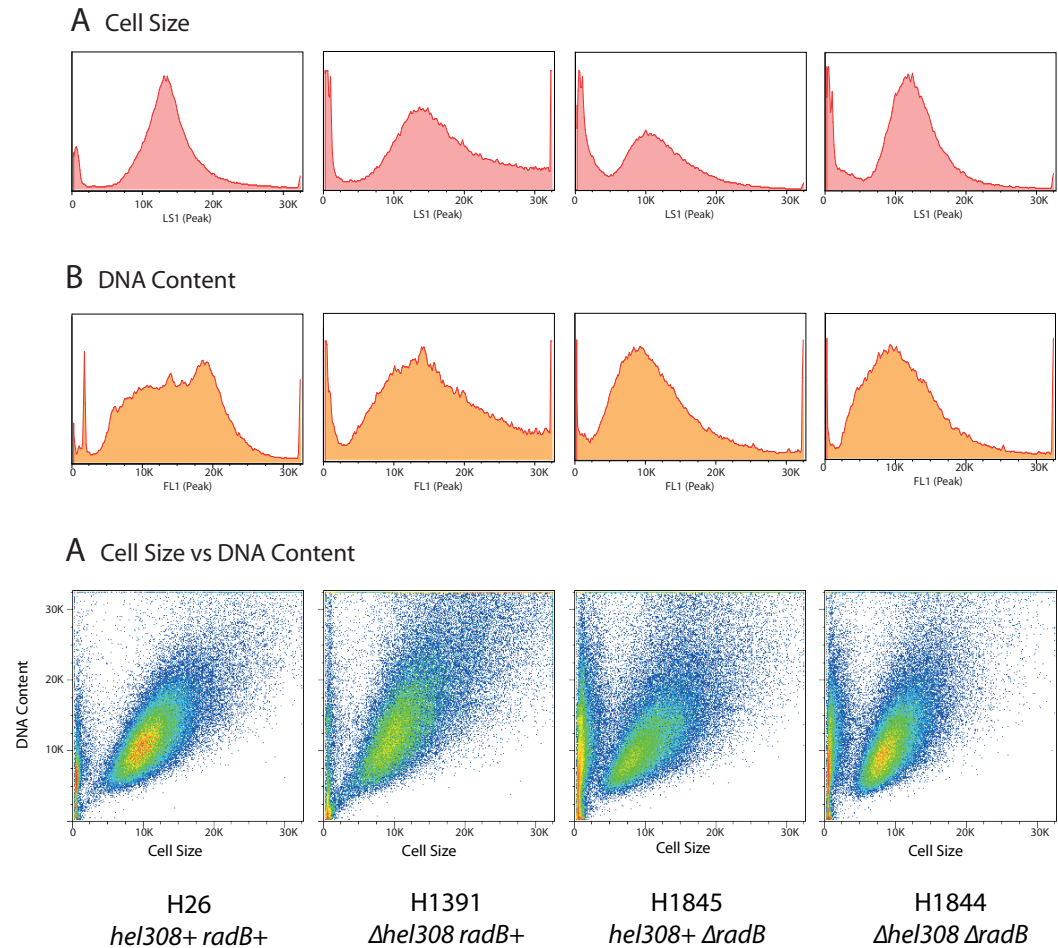 A Cell Size
0 10K 20K 30K
LS1 (Peak)
0 10K 20K 30K
LS1 (Peak)
0 10K 20K 30K
LS1 (Peak)
0 10K 20K 30K
LS1 (Peak)
B DNA Content
0 10K 20K 30K
FL1 (Peak)
0 10K 20K 30K
FL1 (Peak)
0 10K 20K 30K
FL1 (Peak)
0 10K 20K 30K
FL1 (Peak)
A Cell Size vs DNA Content
DNA Content
30K
20K
10K
0 10K 20K 30K
Cell Size
0 10K 20K 30K
Cell Size
0 10K 20K 30K
Cell Size
0 10K 20K 30K
Cell Size
H26
hel308+ radB+
H1391
Δhel308 radB+
H1845
hel308+ ΔradB
H1844
Δhel308 ΔradB